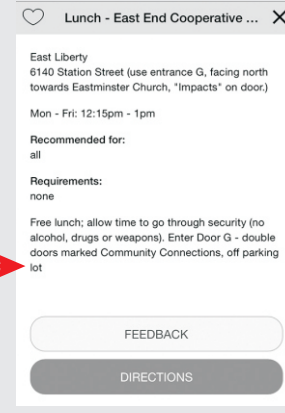 Lunch - East End Cooperative ...
East Liberty
6140 Station Street (use entrance G, facing north
towards Eastminster Church, "Impacts" on door.)
Mon - Fri: 12:15pm - 1pm
Recommended for:
all
Requirements:
none
Free lunch; allow time to go through security (no
alcohol, drugs or weapons). Enter Door G - double
doors marked Community Connections, off parking
lot
FEEDBACK
DIRECTIONS